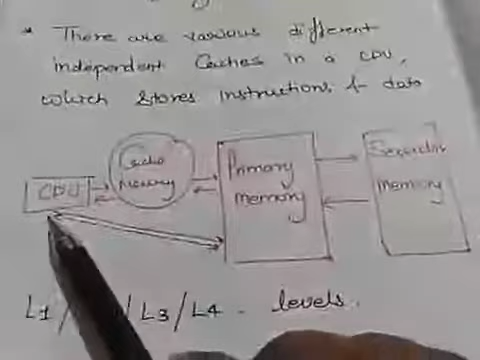 * There are various different
independent Caches in a CPU,
which stores instructions & data
CPU
Cache
Memory
Primary
memory
Secondary
memory
L1/ / L3/L4 - levels.